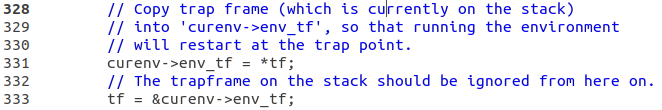 328 // Copy trap frame (which is currently on the stack)
329 // into 'curenv->env_tf', so that running the environment
330 // will restart at the trap point.
331 curenv->env_tf = *tf;
332 // The trapframe on the stack should be ignored from here on.
333 tf = &curenv->env_tf;